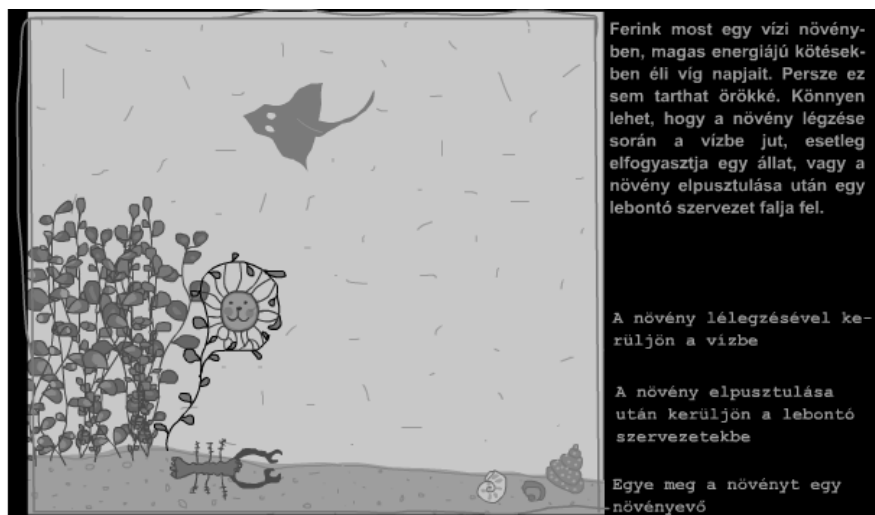 Ferink most egy vízi növény-
ben, magas energiájú kötések-
ben éli víg napjait. Persze ez
sem tarthat örökké. Könnyen
lehet, hogy a növény légzése
során a vízbe jut, esetleg
elfogyasztja egy állat, vagy a
növény elpusztulása után egy
lebontó szervezet falja fel.
A növény lélegzésével ke-
rüljön a vízbe
A növény elpusztulása
után kerüljön a lebontó
szervezetekbe
Egye meg a növényt egy
növényevő